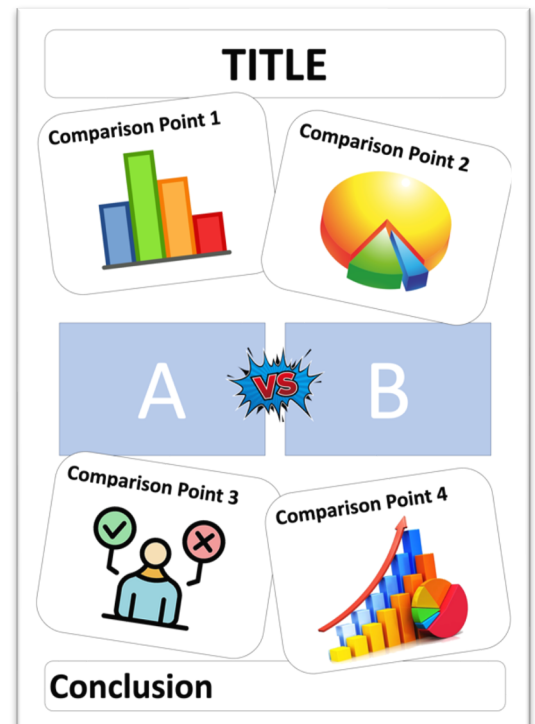 TITLE
Comparison Point 1
Comparison Point 2
A
VS
B
Comparison Point 3
Comparison Point 4
Conclusion